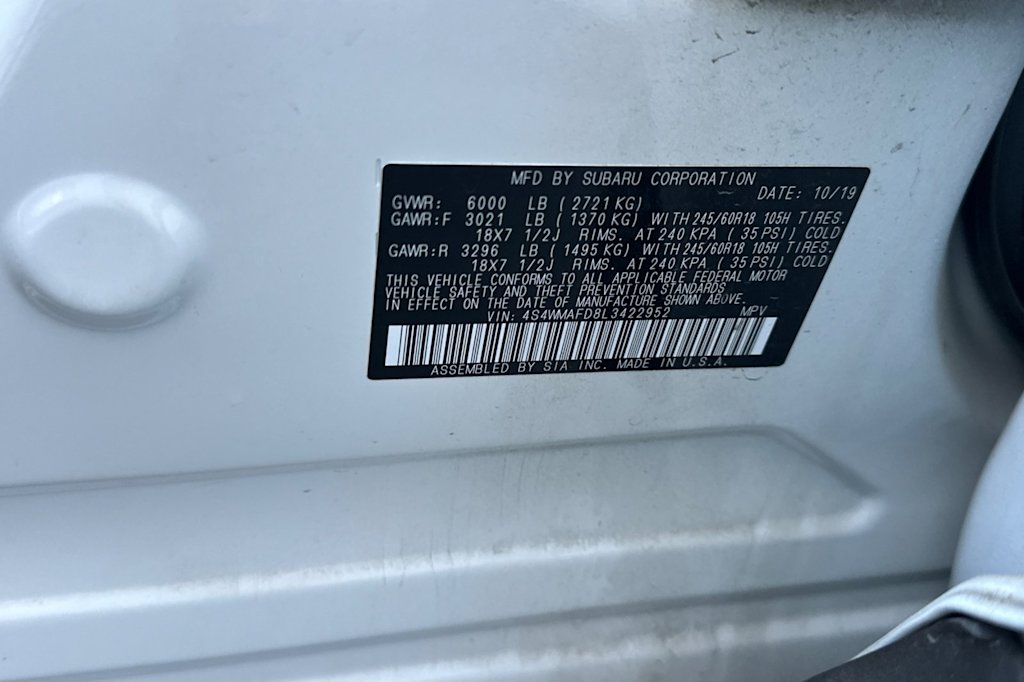 MFD BY SUBARU CORPORATION
DATE: 10/19
GVWR: 6000 LB ( 2721 KG)
GAWR:F 3021 LB ( 1370 KG) WITH 245/60R18 105H TIRES.
18X7 1/2J RIMS. AT 240 KPA ( 35 PSI) COLD
GAWR:R 3296 LB ( 1495 KG) WITH 245/60R18 105H TIRES.
18X7 1/2J RIMS. AT 240 KPA ( 35 PSI) COLD
THIS VEHICLE CONFORMS TO ALL APPLICABLE FEDERAL MOTOR
VEHICLE SAFETY AND THEFT PREVENTION STANDARDS
IN EFFECT ON THE DATE OF MANUFACTURE SHOWN ABOVE.
VIN: 4S4WMAFD8L3422952 MPV
ASSEMBLED BY SIA INC. MADE IN U.S.A.